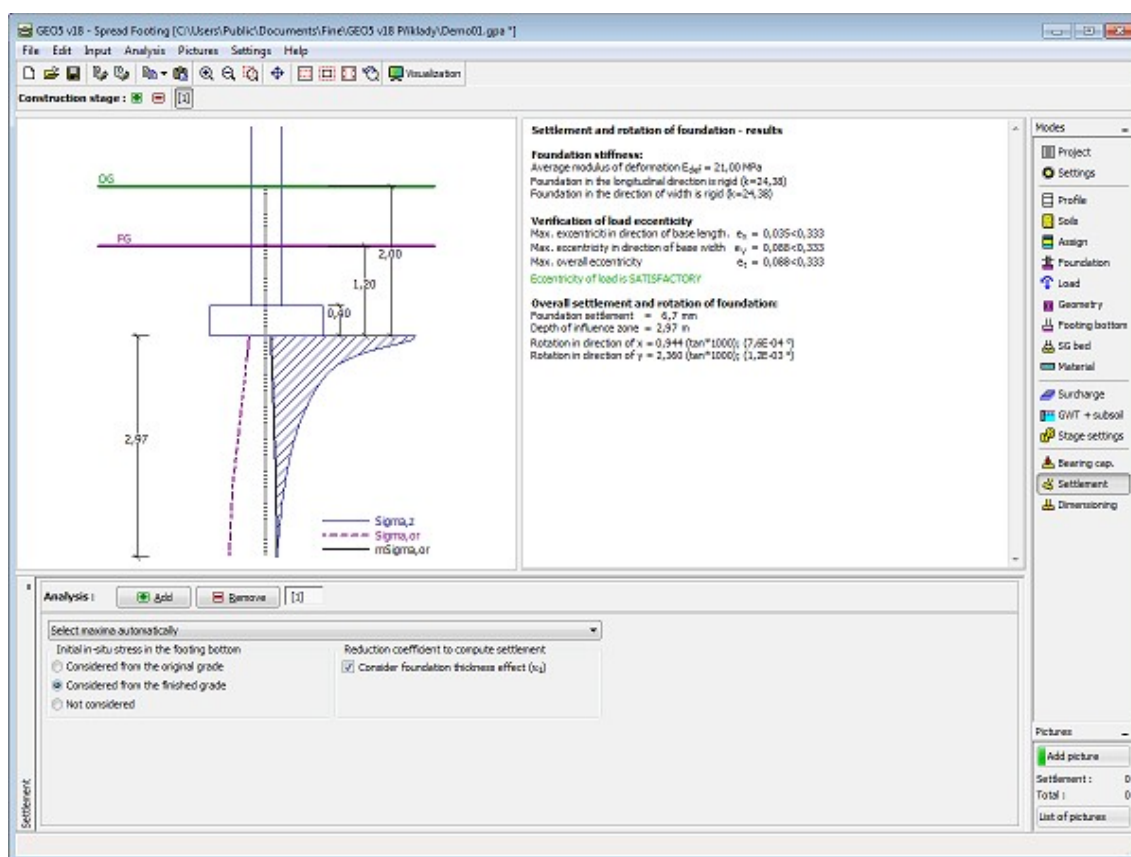 GEO5 v18 - Spread Footing [C:\Users\Public\Documents\Fine\GEO5 v18 Příklady\Demo01.gpa *]
File Edit Input Analysis Pictures Settings Help
Visualization
Construction stage : [1]
OG
FG
2,00
1,20
0,40
2,97
Sigma,z
Sigma,or
mSigma,or
Settlement and rotation of foundation - results
Foundation stiffness:
Average modulus of deformation Edef = 21,00 MPa
Foundation in the longitudinal direction is rigid (k=24,38)
Foundation in the direction of width is rigid (k=24,38)
Verification of load eccentricity
Max. excentriciti in direction of base length. ex = 0,035<0,333
Max. eccentricity in direction of base width ey = 0,088<0,333
Max. overall eccentricity et = 0,088<0,333
Eccentricity of load is SATISFACTORY
Overall settlement and rotation of foundation:
Foundation settlement = 6,7 mm
Depth of influence zone = 2,97 m
Rotation in direction of x = 0,944 (tan*1000); (7,6E-04 °)
Rotation in direction of y = 2,360 (tan*1000); (1,2E-03 °)
Modes
Project
Settings
Profile
Soils
Assign
Foundation
Load
Geometry
Footing bottom
SG bed
Material
Surcharge
GWT + subsoil
Stage settings
Bearing cap.
Settlement
Dimensioning
Analysis : Add Remove [1]
Select maxima automatically
Initial in-situ stress in the footing bottom
Considered from the original grade
Considered from the finished grade
Not considered
Reduction coefficient to compute settlement
Consider foundation thickness effect (κ1)
Settlement
Pictures
Add picture
Settlement : 0
Total : 0
List of pictures